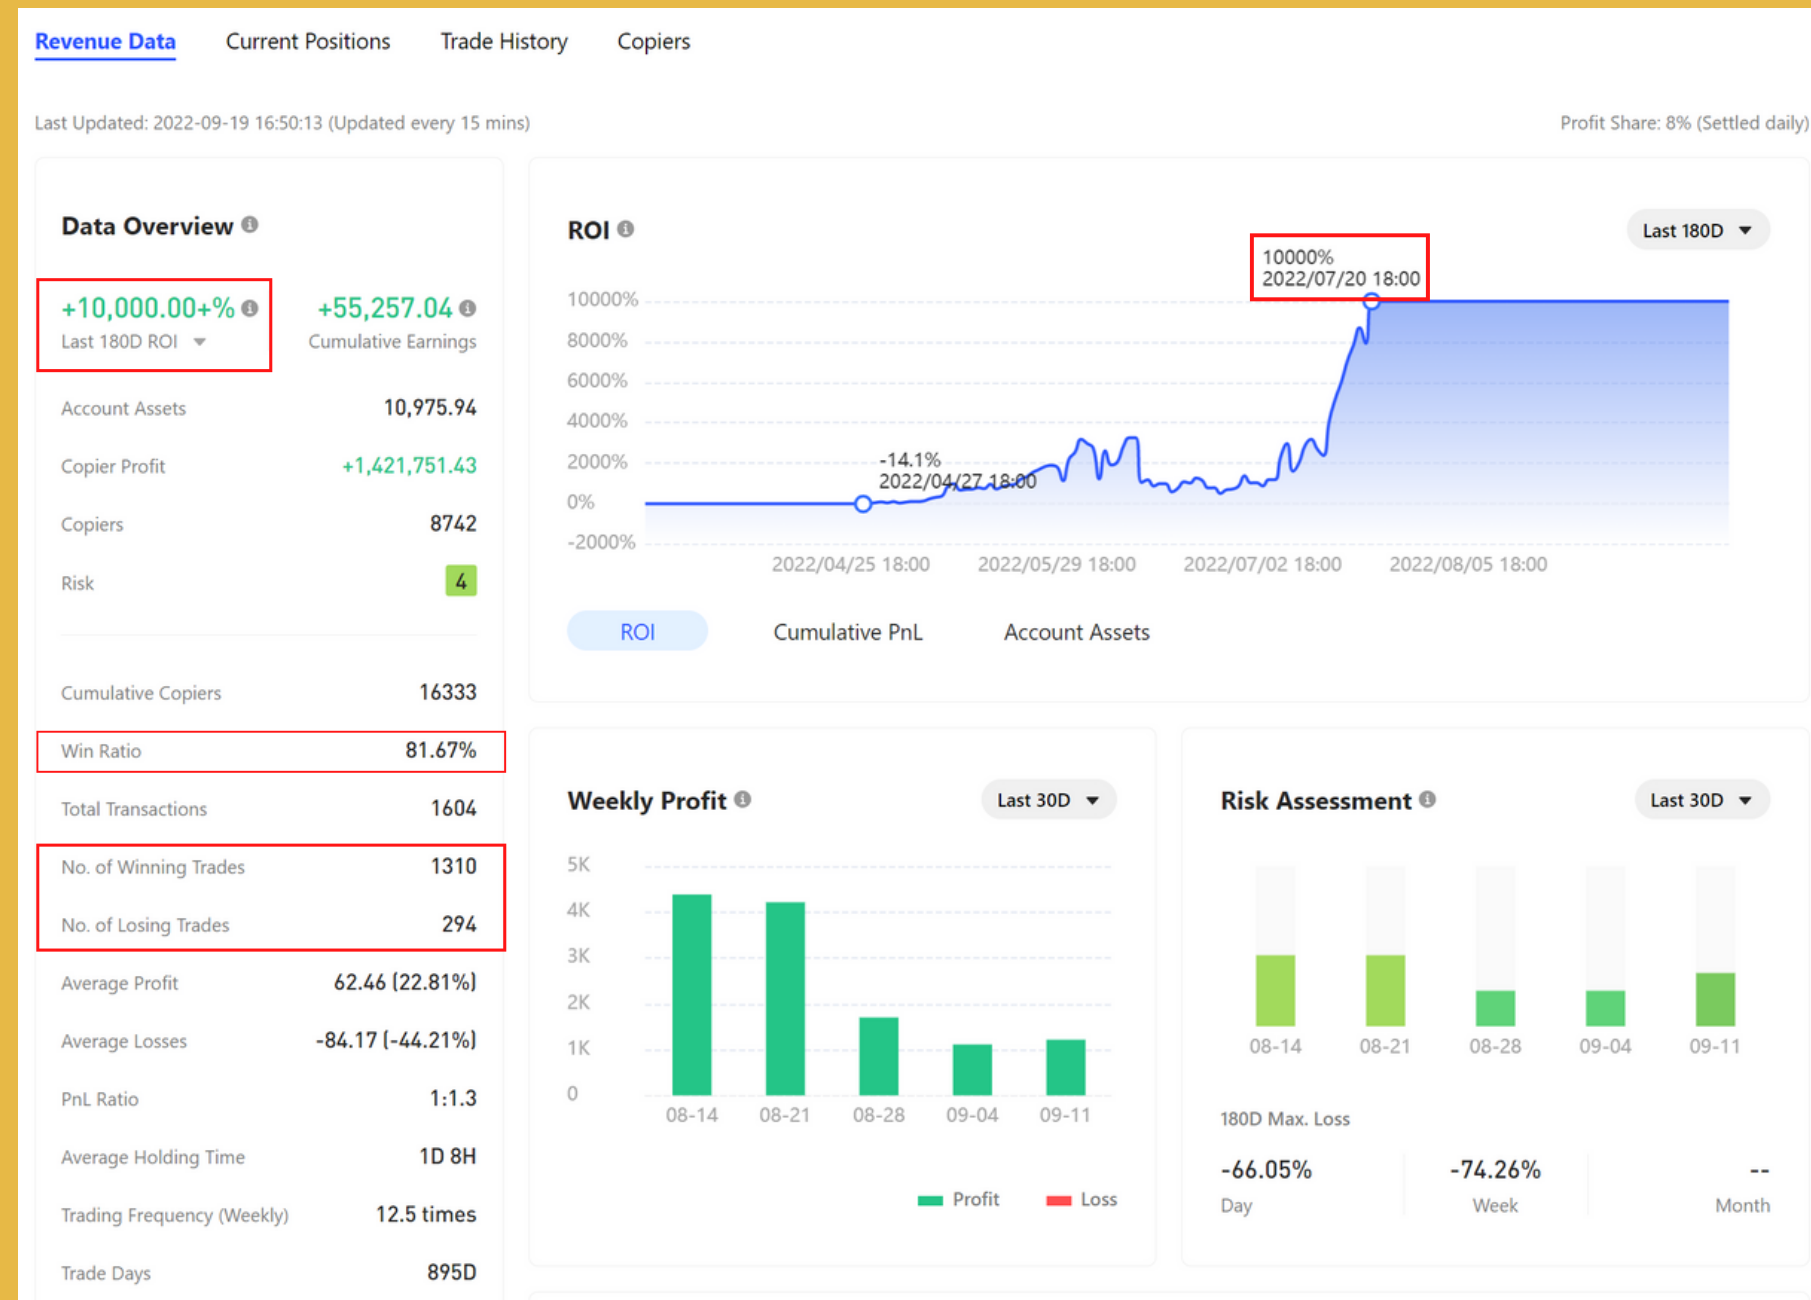 Revenue Data Current Positions Trade History Copiers
Last Updated: 2022-09-19 16:50:13 (Updated every 15 mins) Profit Share: 8% (Settled daily)
Data Overview
+10,000.00+% +55,257.04
Last 180D ROI Cumulative Earnings
Account Assets 10,975.94
Copier Profit +1,421,751.43
Copiers 8742
Risk 4
Cumulative Copiers 16333
Win Ratio 81.67%
Total Transactions 1604
No. of Winning Trades 1310
No. of Losing Trades 294
Average Profit 62.46 (22.81%)
Average Losses -84.17 (-44.21%)
PnL Ratio 1:1.3
Average Holding Time 1D 8H
Trading Frequency (Weekly) 12.5 times
Trade Days 895D
ROI Last 180D
10000%
2022/07/20 18:00
10000%
8000%
6000%
4000%
2000%
0%
-2000%
-14.1%
2022/04/27 18:00
2022/04/25 18:00 2022/05/29 18:00 2022/07/02 18:00 2022/08/05 18:00
ROI Cumulative PnL Account Assets
Weekly Profit Last 30D
5K
4K
3K
2K
1K
0
08-14 08-21 08-28 09-04 09-11
Profit Loss
Risk Assessment Last 30D
08-14 08-21 08-28 09-04 09-11
180D Max. Loss
-66.05% -74.26% --
Day Week Month